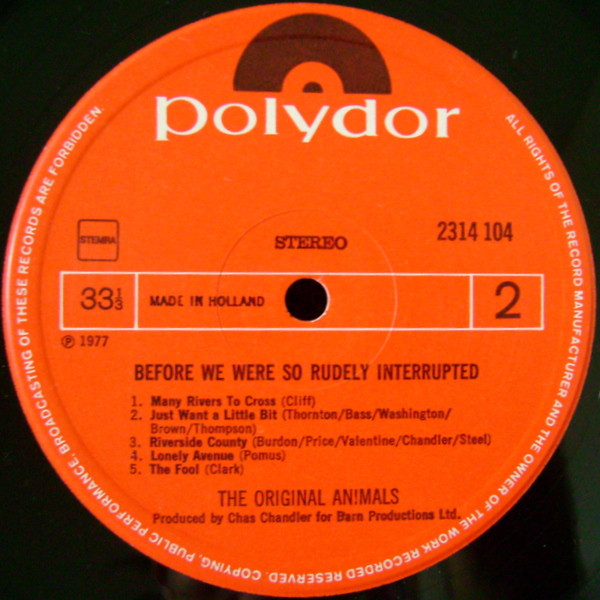 polydor
STEMRA
STEREO
2314 104
33 1/3
MADE IN HOLLAND
2
℗ 1977
BEFORE WE WERE SO RUDELY INTERRUPTED
1. Many Rivers To Cross (Cliff)
2. Just Want a Little Bit (Thornton/Bass/Washington/
Brown/Thompson)
3. Riverside County (Burdon/Price/Valentine/Chandler/Steel)
4. Lonely Avenue (Pomus)
5. The Fool (Clark)
THE ORIGINAL ANIMALS
Produced by Chas Chandler for Barn Productions Ltd.
ALL RIGHTS OF THE RECORD MANUFACTURER AND THE OWNER OF THE WORK RECORDED RESERVED. COPYING, PUBLIC PERFORMANCE, BROADCASTING OF THESE RECORDS ARE FORBIDDEN.